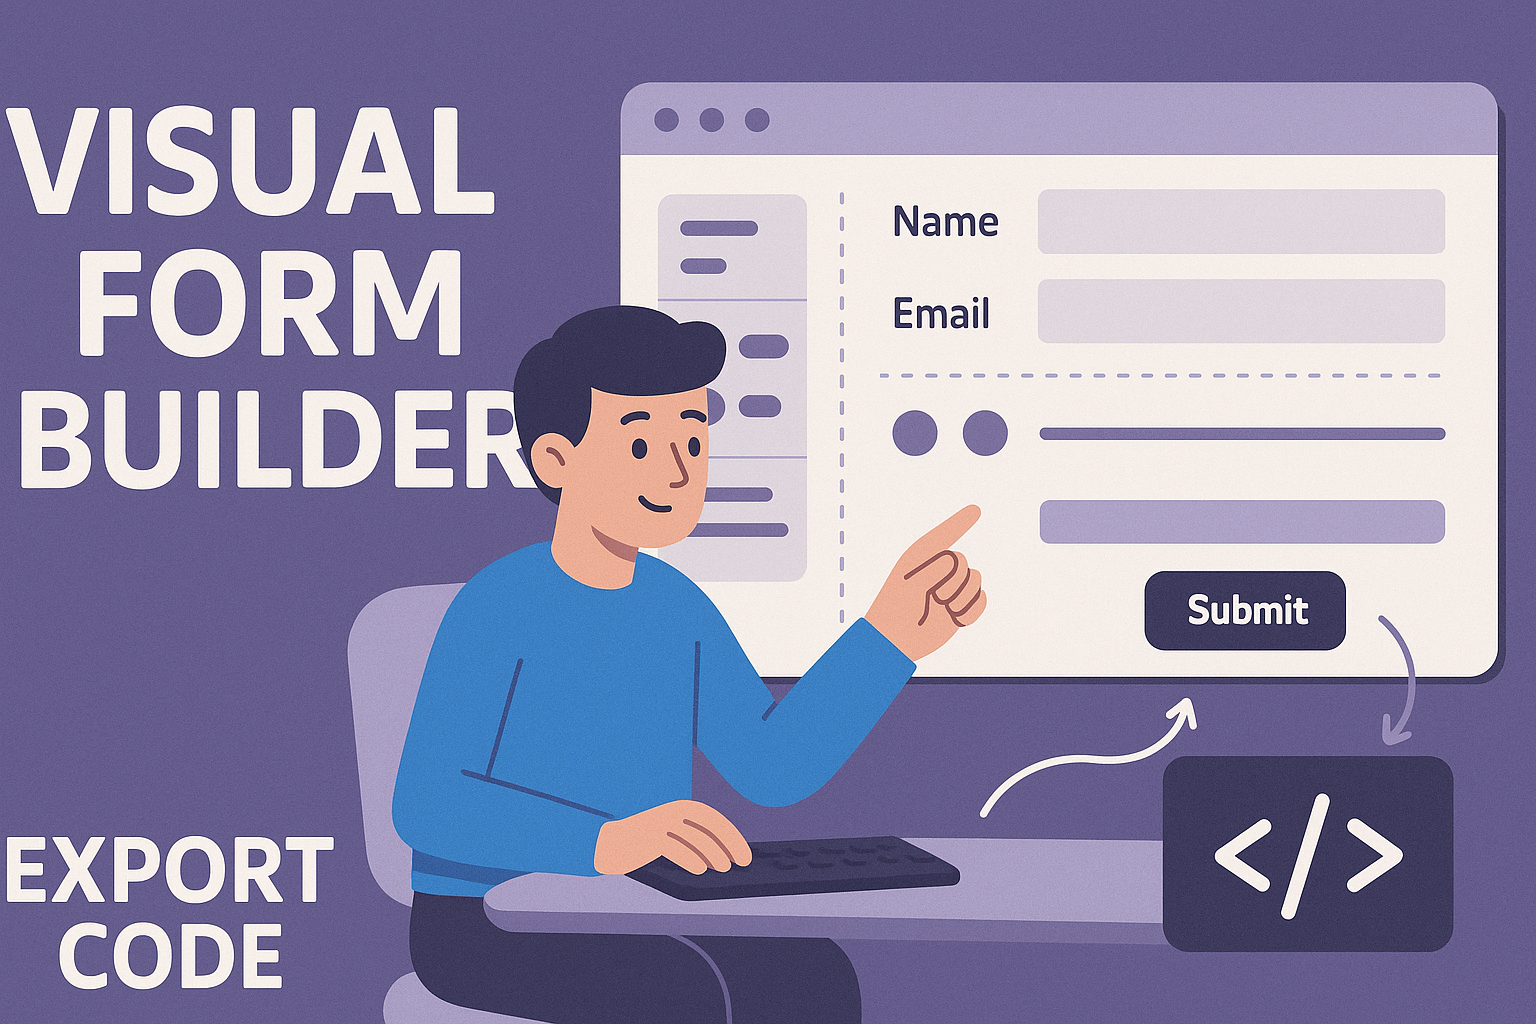 VISUAL
FORM
BUILDER
Name
Email
Submit
</>
EXPORT
CODE